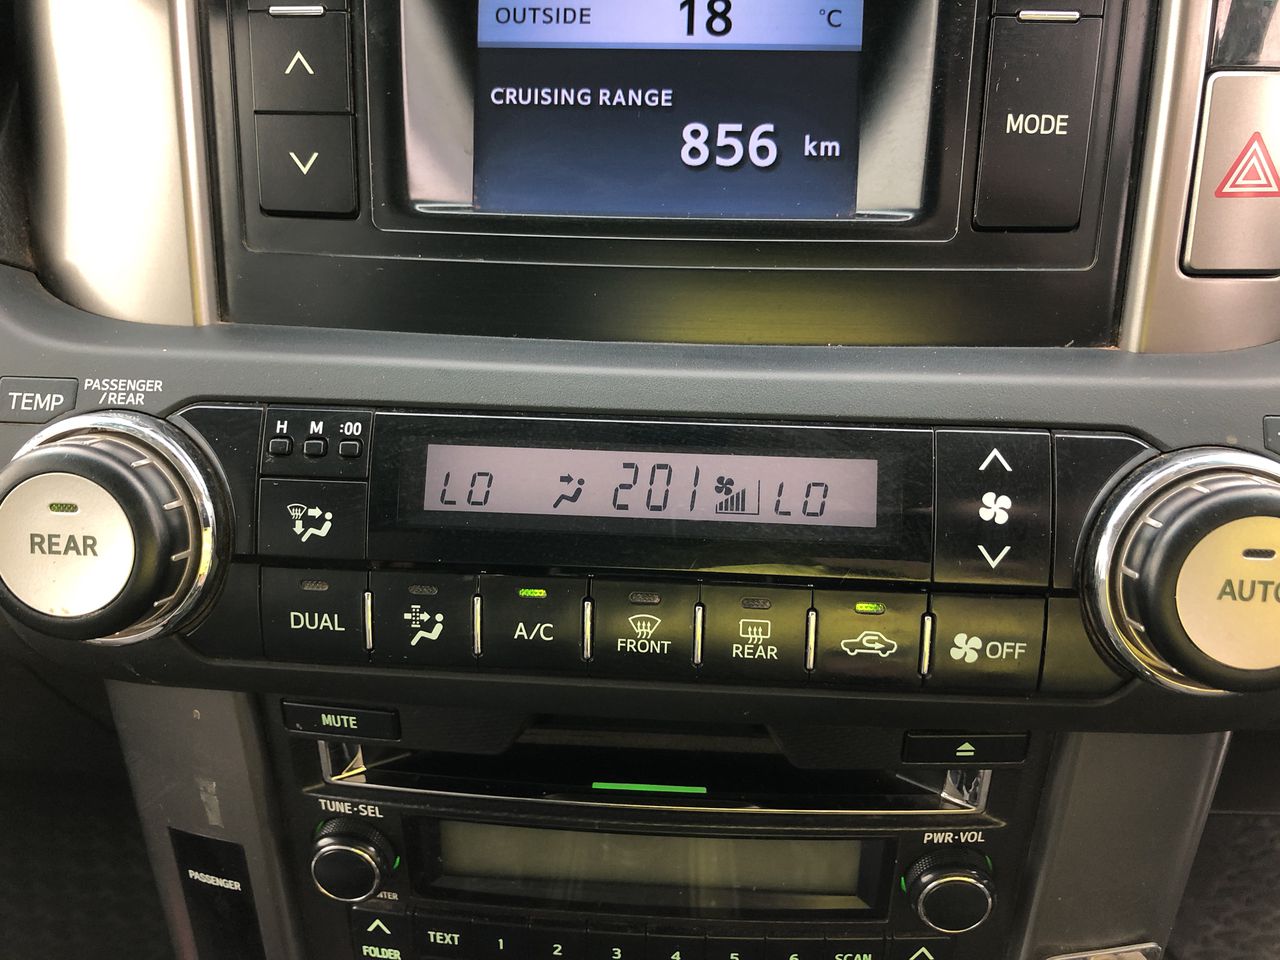 OUTSIDE 18 °C
CRUISING RANGE
856 km
MODE
TEMP
PASSENGER
/REAR
H M :00
LO 201 LO
REAR
AUTO
DUAL
A/C
FRONT
REAR
OFF
MUTE
TUNE·SEL
PWR·VOL
PASSENGER
FOLDER
TEXT 1 2 3 4 5 6 SCAN